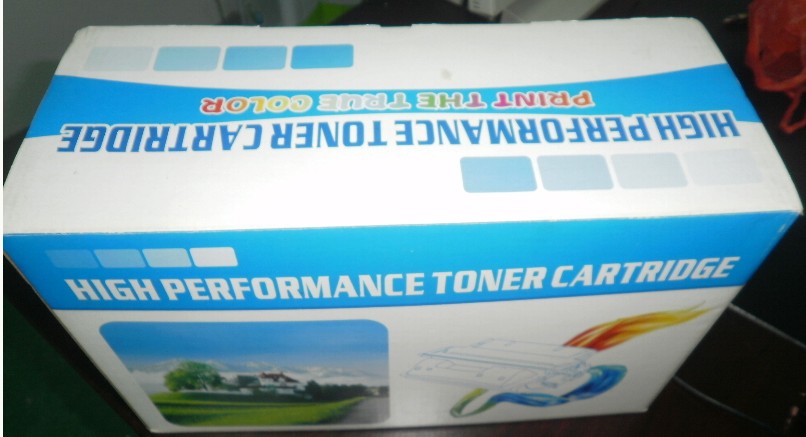 HIGH PERFORMANCE TONER CARTRIDGE
PRINT THE TRUE COLOR
HIGH PERFORMANCE TONER CARTRIDGE